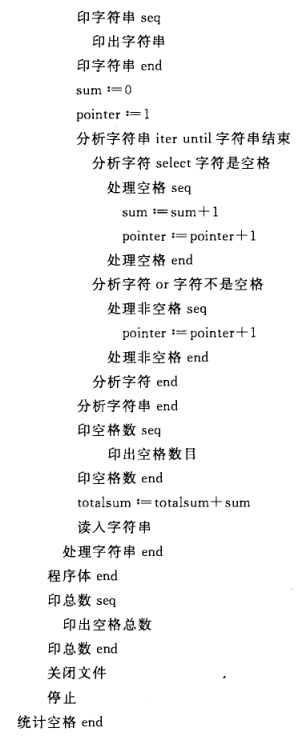 印字符串 seq
印出字符串
印字符串 end
sum :=0
pointer :=1
分析字符串 iter until 字符串结束
分析字符 select 字符是空格
处理空格 seq
sum :=sum+1
pointer :=pointer+1
处理空格 end
分析字符 or 字符不是空格
处理非空格 seq
pointer :=pointer+1
处理非空格 end
分析字符 end
分析字符串 end
印空格数 seq
印出空格数目
印空格数 end
totalsum :=totalsum+sum
读入字符串
处理字符串 end
程序体 end
印总数 seq
印出空格总数
印总数 end
关闭文件
停止
统计空格 end